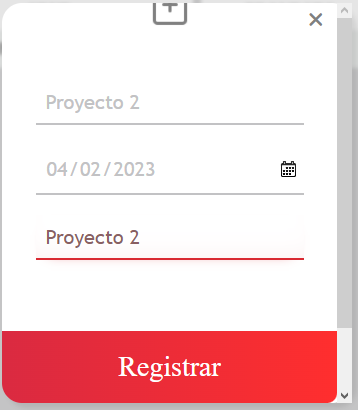 Proyecto 2
04/02/2023
Proyecto 2
Registrar